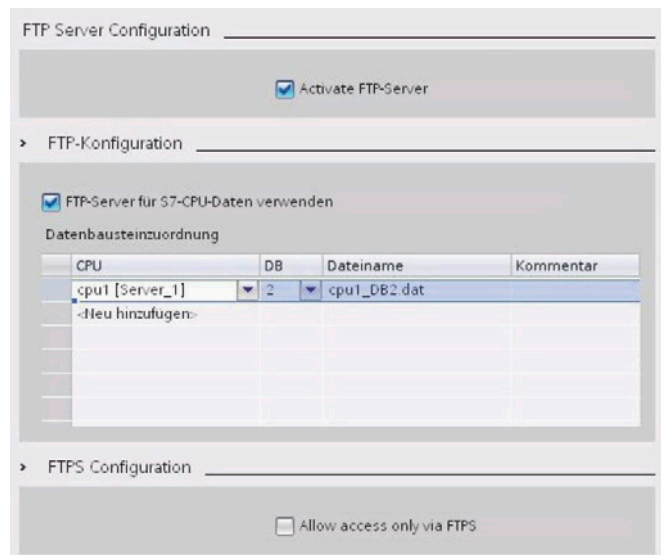 FTP Server Configuration
Activate FTP-Server
FTP-Konfiguration
FTP-Server für S7-CPU-Daten verwenden
Datenbausteinzuordnung
CPU DB Dateiname Kommentar
cpu1 [Server_1] 2 cpu1_DB2.dat
<Neu hinzufugen>
FTPS Configuration
Allow access only via FTPS